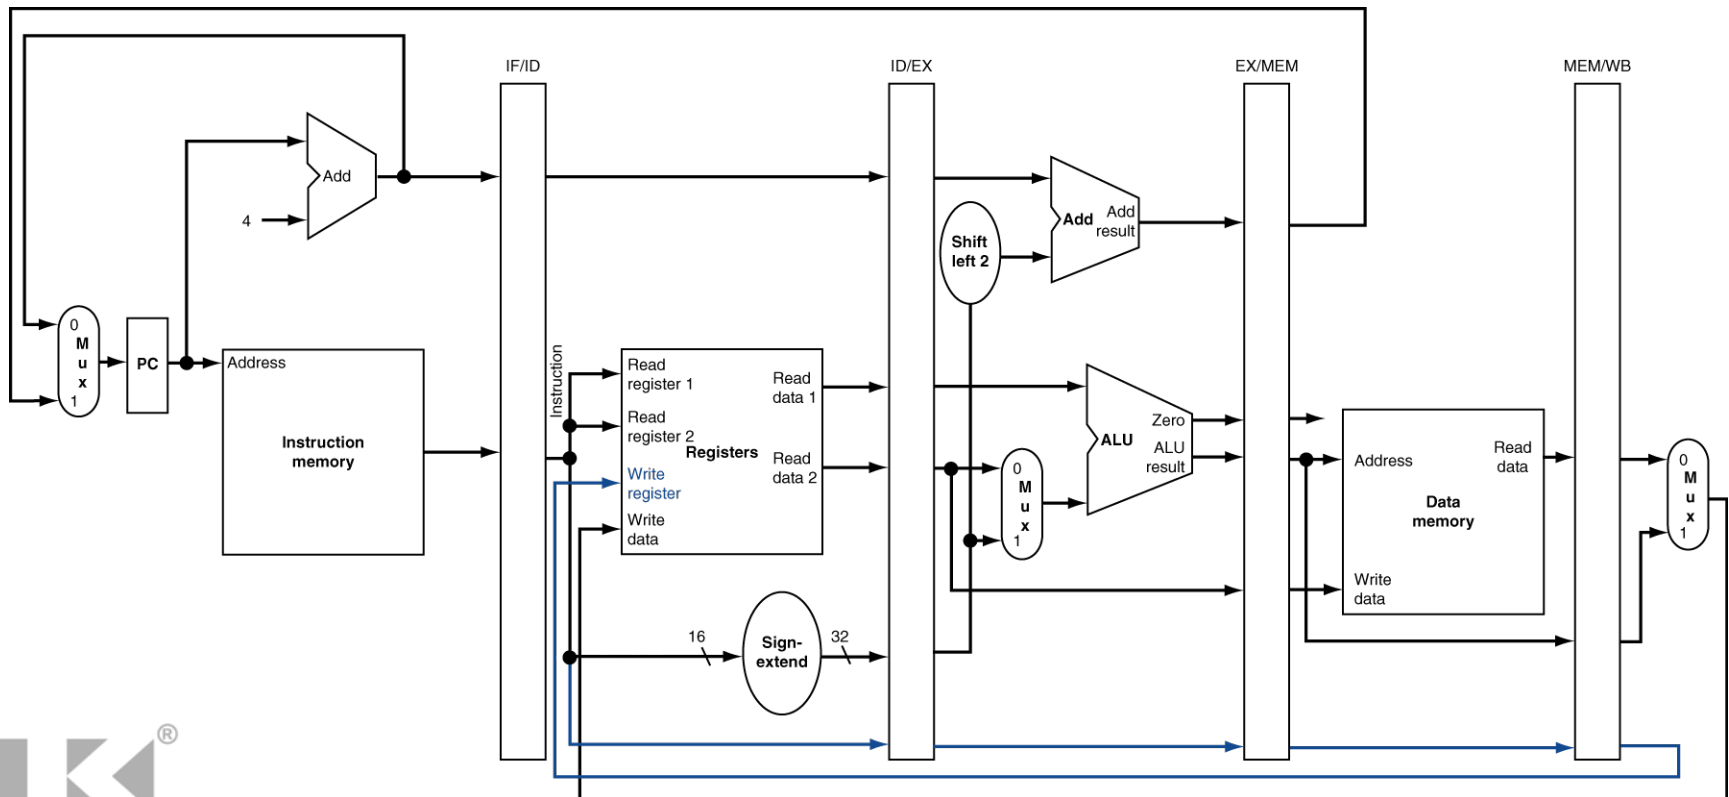 IF/ID
ID/EX
EX/MEM
MEM/WB
Add
4
Add
Add
result
Shift
left 2
0
M
u
x
1
PC
Address
Instruction
memory
Instruction
Read
register 1
Read
register 2
Write
register
Write
data
Registers
Read
data 1
Read
data 2
16
Sign-
extend
32
0
M
u
x
1
ALU
Zero
ALU
result
Address
Data
memory
Write
data
Read
data
0
M
u
x
1
K
®